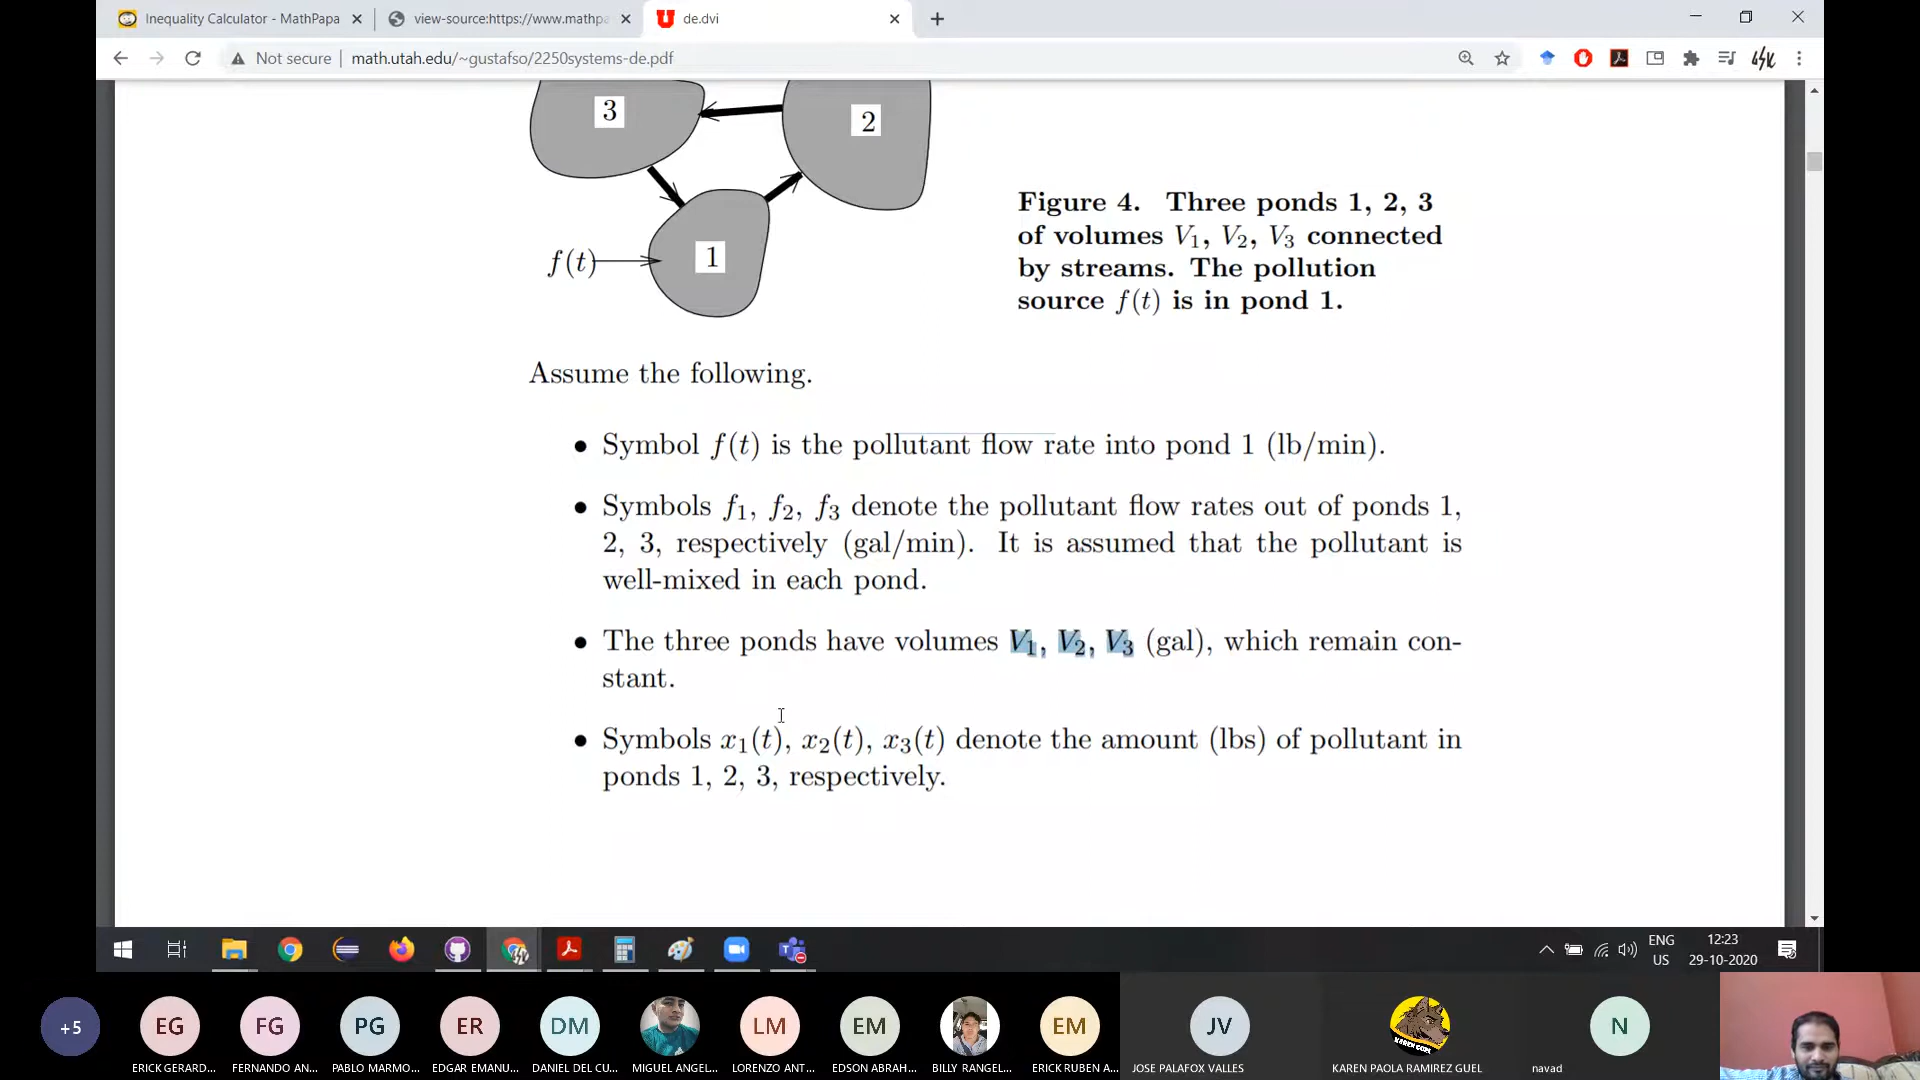 Inequality Calculator - MathPapa
view-source:https://www.mathpa
de.dvi
Not secure | math.utah.edu/~gustafso/2250systems-de.pdf
3
2
1
f(t)
Figure 4. Three ponds 1, 2, 3
of volumes V₁, V₂, V₃ connected
by streams. The pollution
source f(t) is in pond 1.
Assume the following.
• Symbol f(t) is the pollutant flow rate into pond 1 (lb/min).
• Symbols f₁, f₂, f₃ denote the pollutant flow rates out of ponds 1,
2, 3, respectively (gal/min). It is assumed that the pollutant is
well-mixed in each pond.
• The three ponds have volumes V₁, V₂, V₃ (gal), which remain con-
stant.
• Symbols x₁(t), x₂(t), x₃(t) denote the amount (lbs) of pollutant in
ponds 1, 2, 3, respectively.
ENG
US
12:23
29-10-2020
+5
EG
FG
PG
ER
DM
LM
EM
EM
JV
KAREN GUEL
N
ERICK GERARD...
FERNANDO AN...
PABLO MARMO...
EDGAR EMANU...
DANIEL DEL CU...
MIGUEL ANGEL...
LORENZO ANT...
EDSON ABRAH...
BILLY RANGEL...
ERICK RUBEN A...
JOSE PALAFOX VALLES
KAREN PAOLA RAMIREZ GUEL
navad